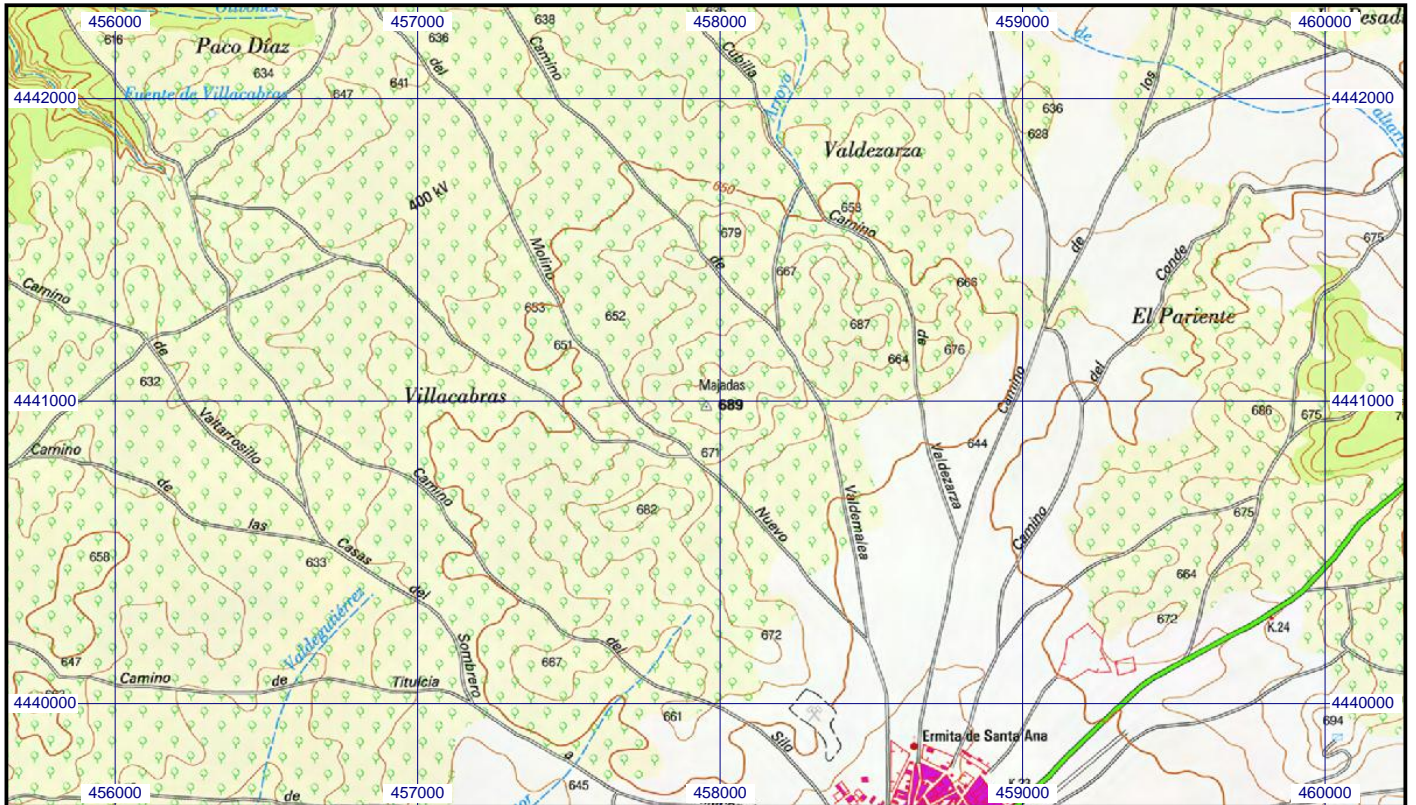 456000
457000
458000
459000
460000
Olivones
616
Paco Díaz
634
Fuente de Villacabras
647
636
638
641
del
Camino
Cubilla
Arroyo
de
los
4442000
4442000
636
628
Valdezarza
400 kV
650
658
Camino
679
de
667
Molino
666
de
Conde
675
Camino
653
652
651
687
664
de
676
El Pariente
de
632
Majadas
689
Villacabras
Camino
del
4441000
4441000
686
675
Valtarrosillo
Camino
671
644
Valdezarza
de
las
Camino
682
Nuevo
Valdemales
675
Camino
658
Casas
633
del
664
Valdegutiérrez
Sombrero
672
672
K.24
del
647
667
Camino
de
Titulcia
4440000
4440000
661
Silo
694
Ermita de Santa Ana
a
645
de
456000
457000
458000
459000
460000